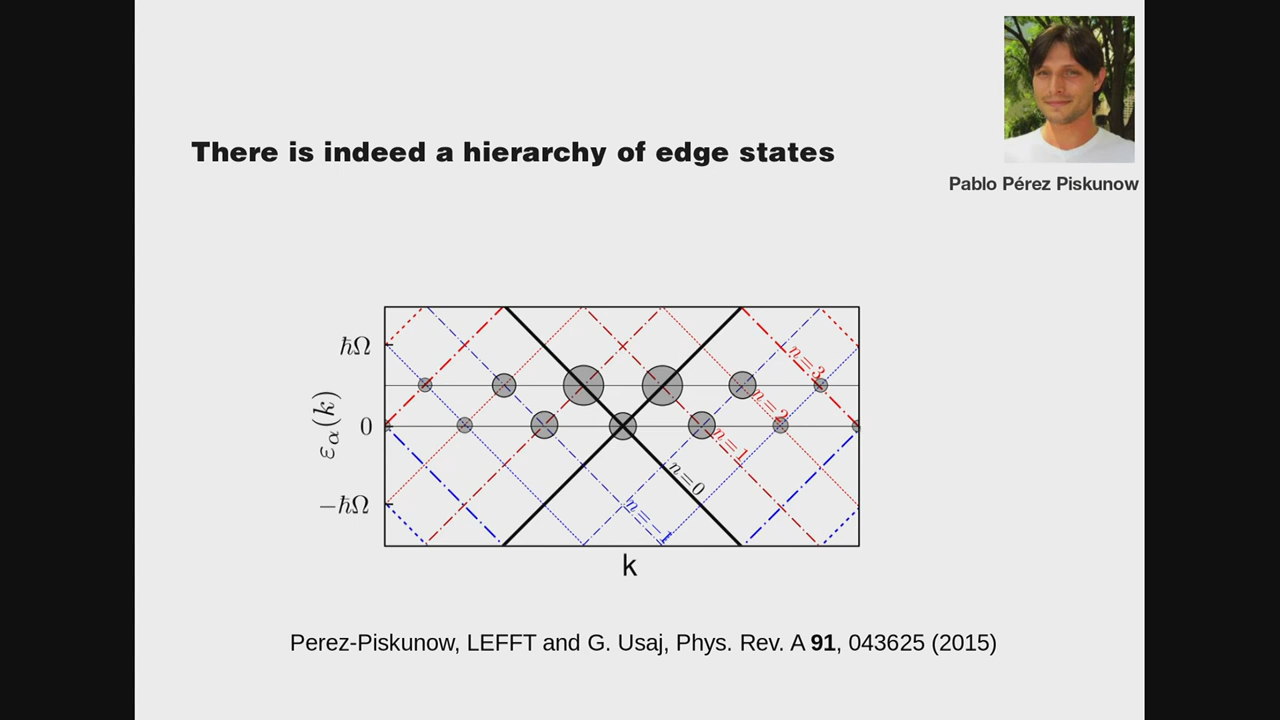 There is indeed a hierarchy of edge states
Pablo Pérez Piskunow
ħΩ
0
−ħΩ
εα(k)
n=3
n=2
n=1
n=0
n=−1
k
Perez-Piskunow, LEFFT and G. Usaj, Phys. Rev. A 91, 043625 (2015)